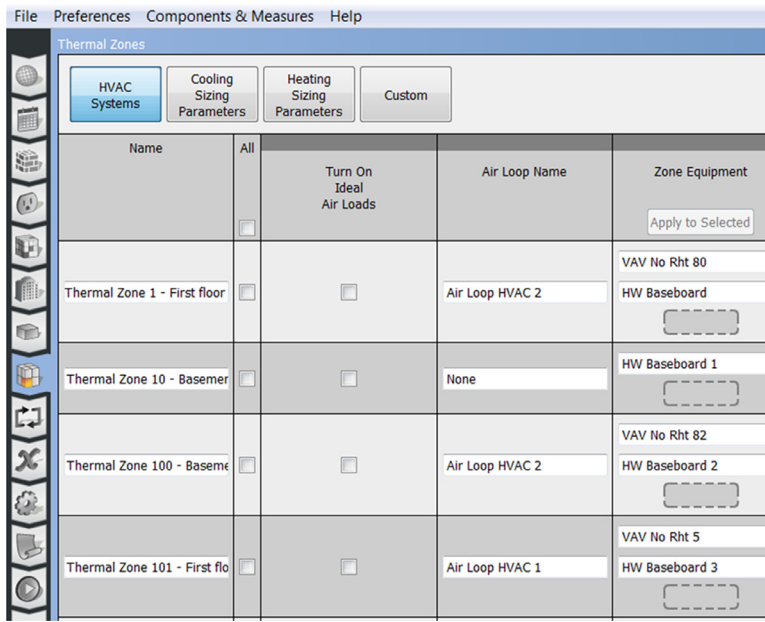 File Preferences Components & Measures Help
Thermal Zones
HVAC
Systems
Cooling
Sizing
Parameters
Heating
Sizing
Parameters
Custom
Name
All
Turn On
Ideal
Air Loads
Air Loop Name
Zone Equipment
Apply to Selected
Thermal Zone 1 - First floor
Air Loop HVAC 2
VAV No Rht 80
HW Baseboard
Thermal Zone 10 - Basemer
None
HW Baseboard 1
Thermal Zone 100 - Baseme
Air Loop HVAC 2
VAV No Rht 82
HW Baseboard 2
Thermal Zone 101 - First flo
Air Loop HVAC 1
VAV No Rht 5
HW Baseboard 3